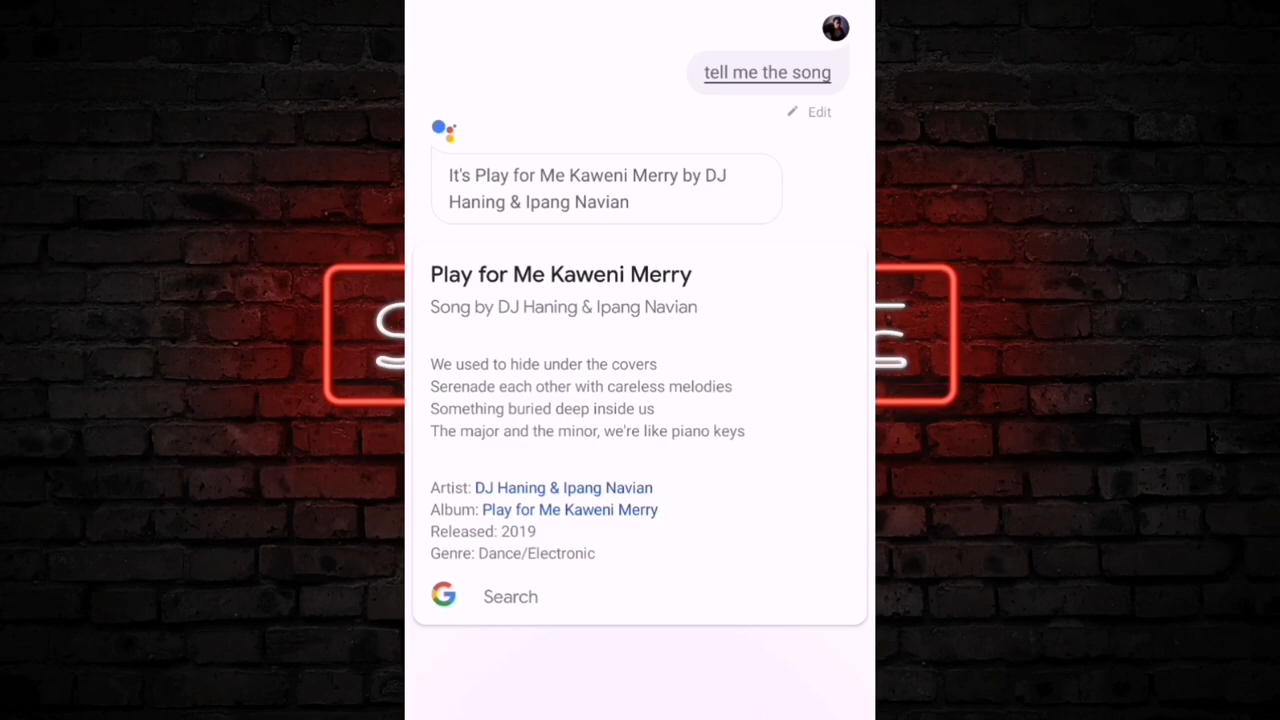 tell me the song
Edit
It's Play for Me Kaweni Merry by DJ
Haning & Ipang Navian
Play for Me Kaweni Merry
Song by DJ Haning & Ipang Navian
We used to hide under the covers
Serenade each other with careless melodies
Something buried deep inside us
The major and the minor, we're like piano keys
Artist: DJ Haning & Ipang Navian
Album: Play for Me Kaweni Merry
Released: 2019
Genre: Dance/Electronic
Search